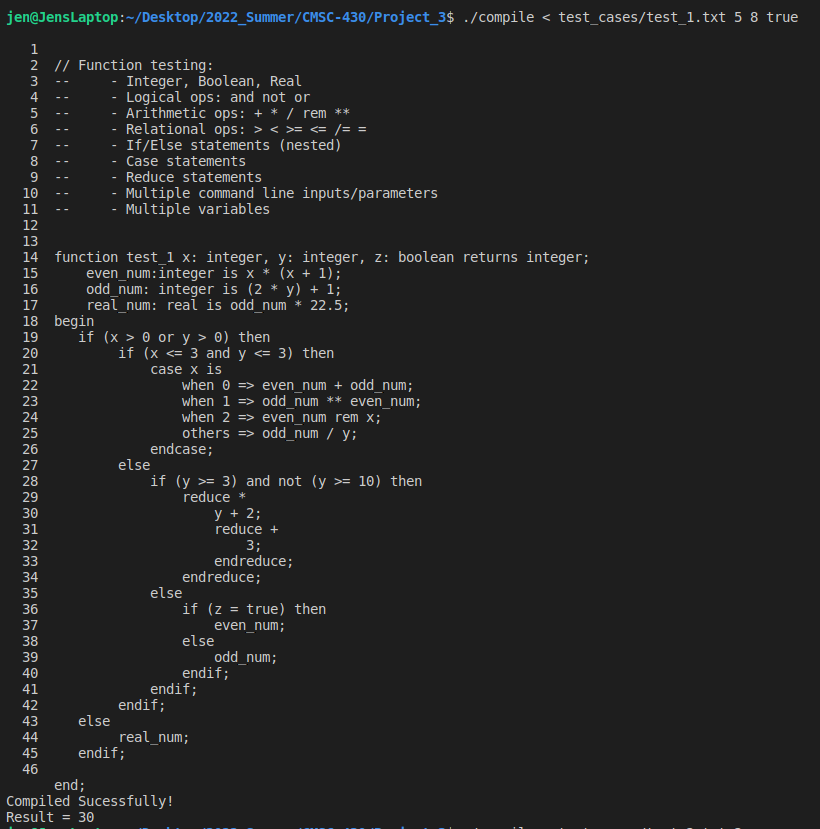 jen@JensLaptop:~/Desktop/2022_Summer/CMSC-430/Project_3$ ./compile < test_cases/test_1.txt 5 8 true
1
2 // Function testing:
3 -- - Integer, Boolean, Real
4 -- - Logical ops: and not or
5 -- - Arithmetic ops: + * / rem **
6 -- - Relational ops: > < >= <= /= =
7 -- - If/Else statements (nested)
8 -- - Case statements
9 -- - Reduce statements
10 -- - Multiple command line inputs/parameters
11 -- - Multiple variables
12
13
14 function test_1 x: integer, y: integer, z: boolean returns integer;
15 even_num:integer is x * (x + 1);
16 odd_num: integer is (2 * y) + 1;
17 real_num: real is odd_num * 22.5;
18 begin
19 if (x > 0 or y > 0) then
20 if (x <= 3 and y <= 3) then
21 case x is
22 when 0 => even_num + odd_num;
23 when 1 => odd_num ** even_num;
24 when 2 => even_num rem x;
25 others => odd_num / y;
26 endcase;
27 else
28 if (y >= 3) and not (y >= 10) then
29 reduce *
30 y + 2;
31 reduce +
32 3;
33 endreduce;
34 endreduce;
35 else
36 if (z = true) then
37 even_num;
38 else
39 odd_num;
40 endif;
41 endif;
42 endif;
43 else
44 real_num;
45 endif;
46
end;
Compiled Sucessfully!
Result = 30